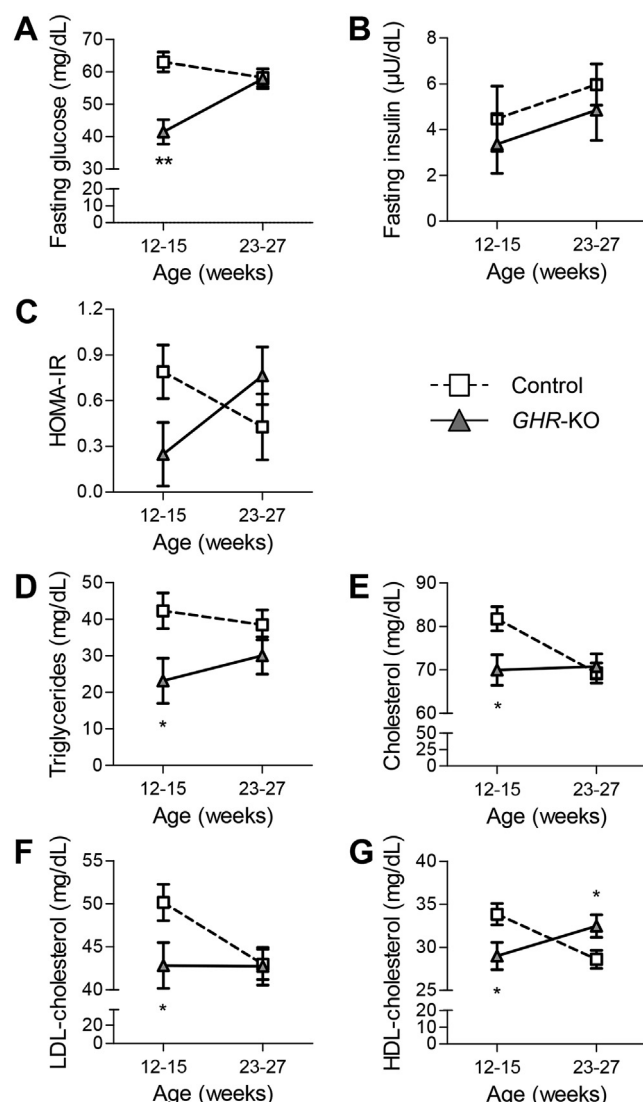 A
Fasting glucose (mg/dL)
70
60
50
40
30
20
10
0
**
12-15
23-27
Age (weeks)
B
Fasting insulin (µU/dL)
8
6
4
2
0
12-15
23-27
Age (weeks)
C
HOMA-IR
1.2
0.9
0.6
0.3
0.0
12-15
23-27
Age (weeks)
Control
GHR-KO
D
Triglycerides (mg/dL)
50
40
30
20
10
0
*
12-15
23-27
Age (weeks)
E
Cholesterol (mg/dL)
90
80
70
60
50
25
0
*
12-15
23-27
Age (weeks)
F
LDL-cholesterol (mg/dL)
55
50
45
40
20
0
*
12-15
23-27
Age (weeks)
G
HDL-cholesterol (mg/dL)
40
35
30
25
20
10
0
*
*
12-15
23-27
Age (weeks)